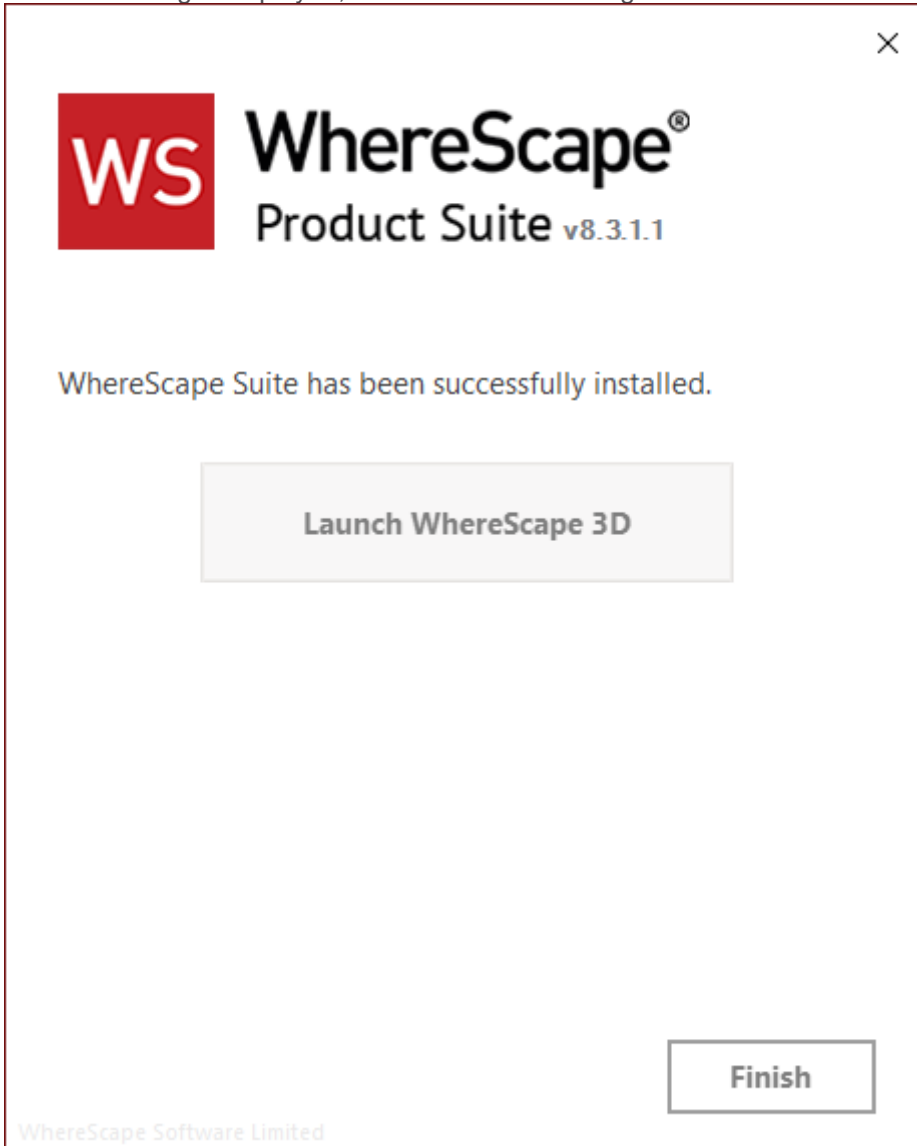 WS
WhereScape®
Product Suite v8.3.1.1
WhereScape Suite has been successfully installed.
Launch WhereScape 3D
Finish
WhereScape Software Limited